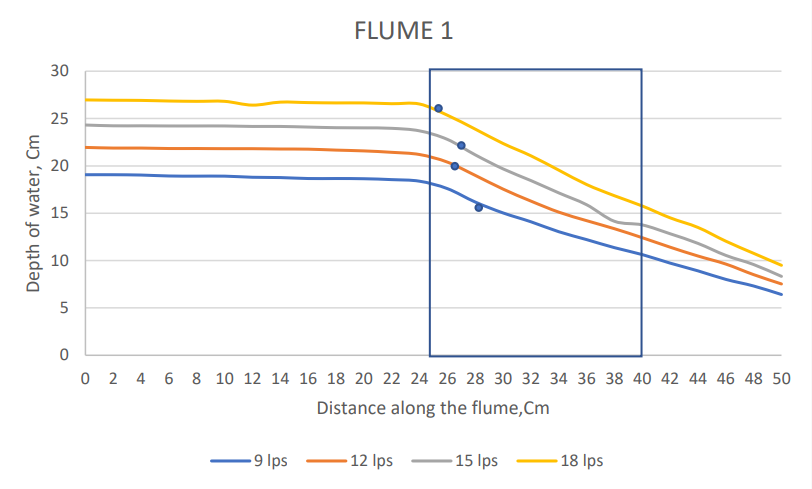 FLUME 1
30
25
20
15
10
5
0
Depth of water, Cm
0 2 4 6 8 10 12 14 16 18 20 22 24 26 28 30 32 34 36 38 40 42 44 46 48 50
Distance along the flume,Cm
9 lps 12 lps 15 lps 18 lps